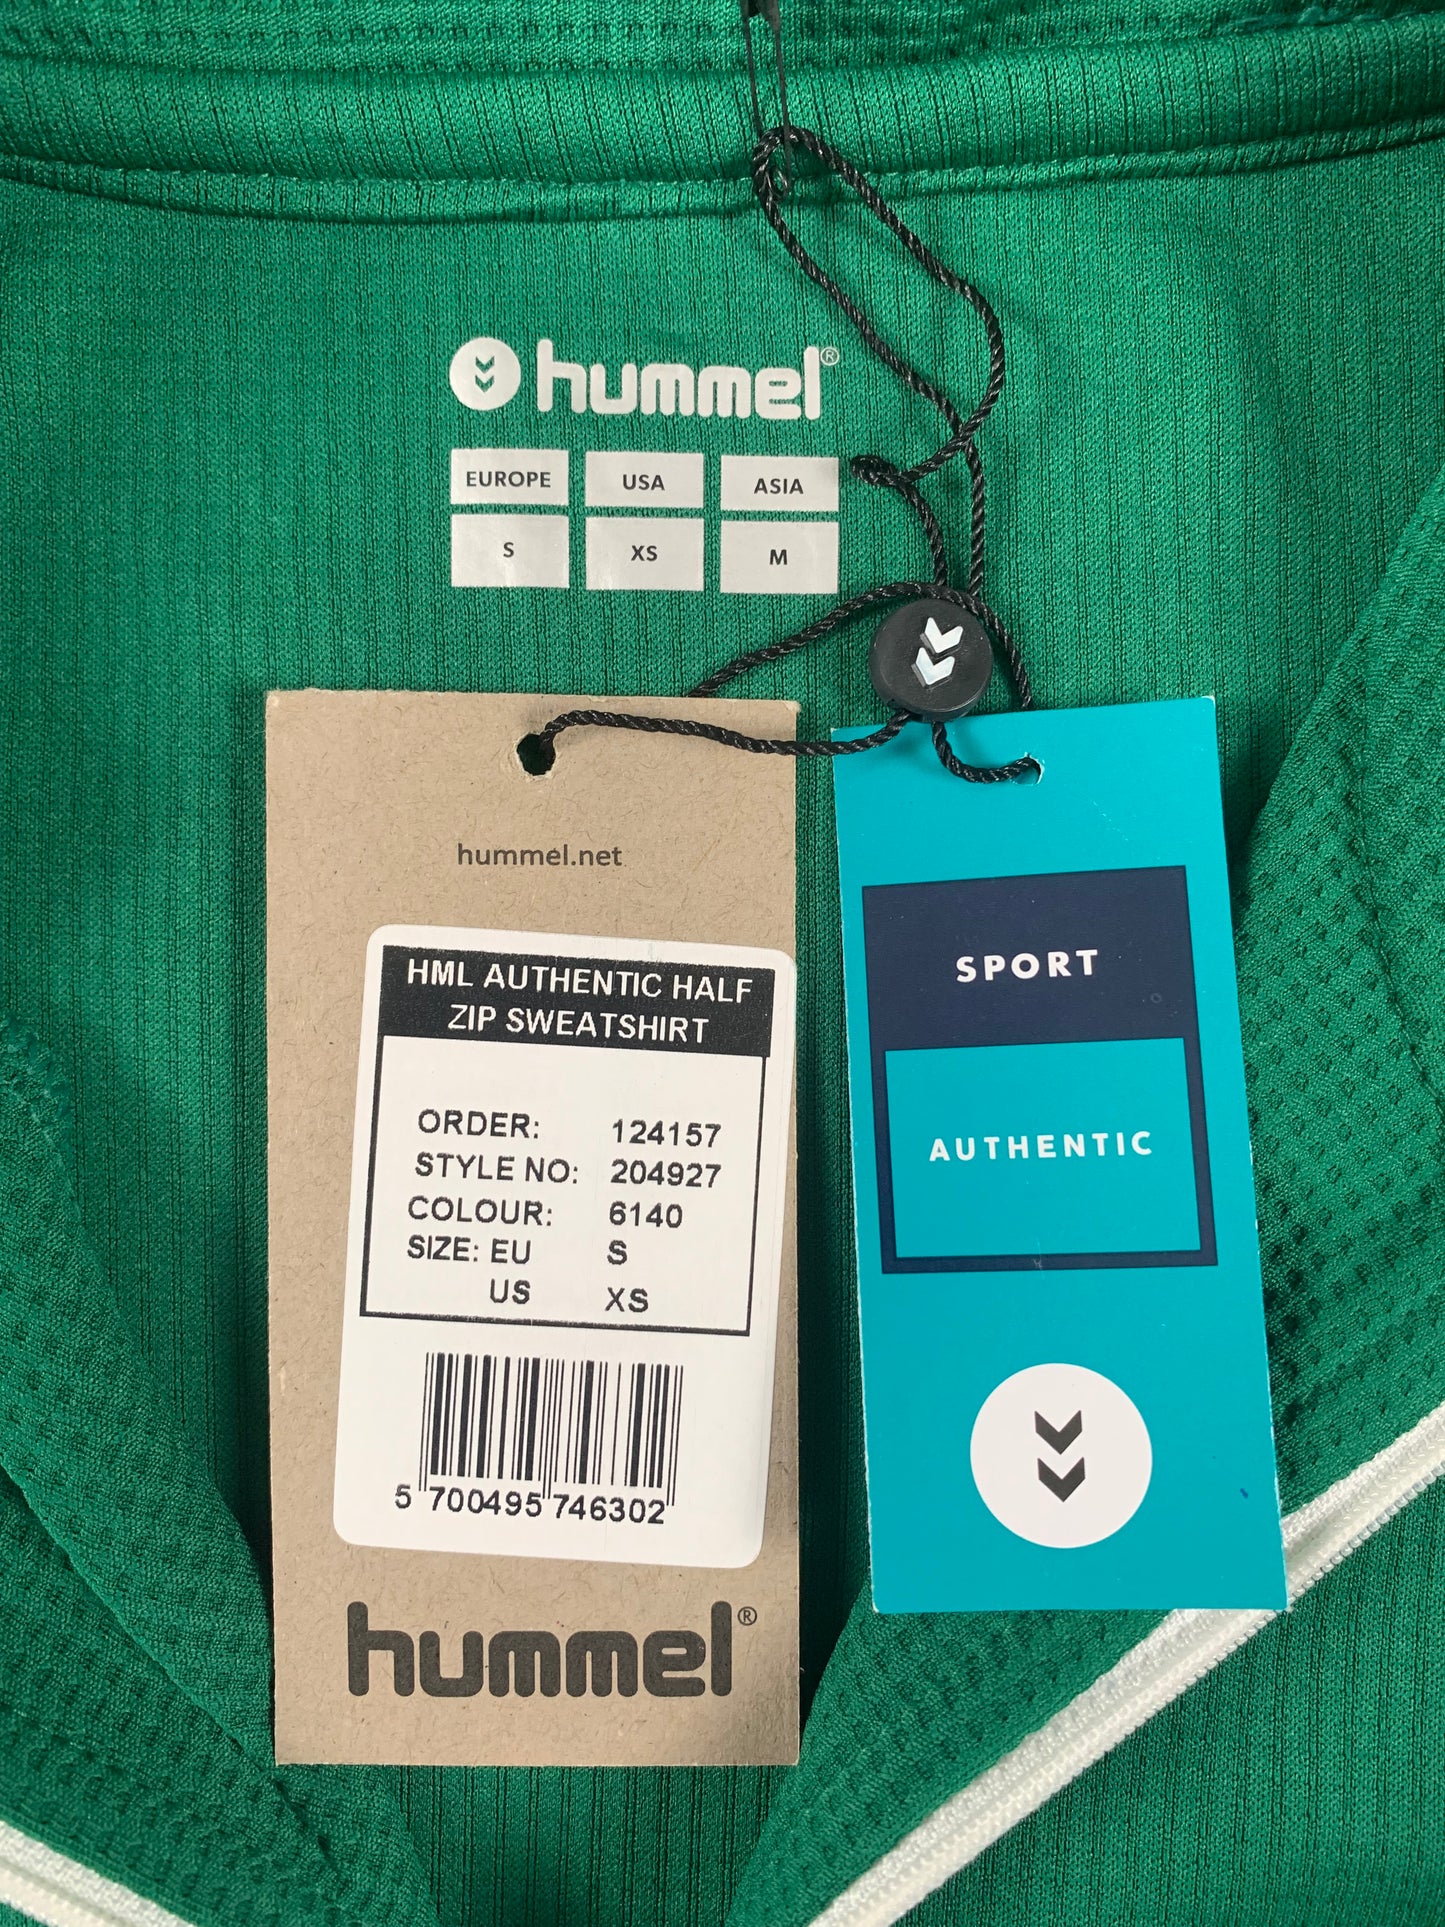 hummel®
EUROPE USA ASIA
S XS M
hummel.net
HML AUTHENTIC HALF
ZIP SWEATSHIRT
ORDER: 124157
STYLE NO: 204927
COLOUR: 6140
SIZE: EU S
US XS
5 700495 746302
hummel®
SPORT
AUTHENTIC